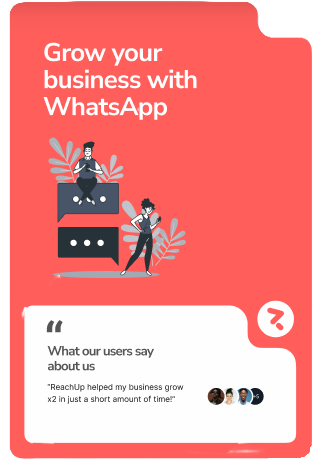 Grow your
business with
WhatsApp
“
What our users say
about us
"ReachUp helped my business grow
x2 in just a short amount of time!"
+5